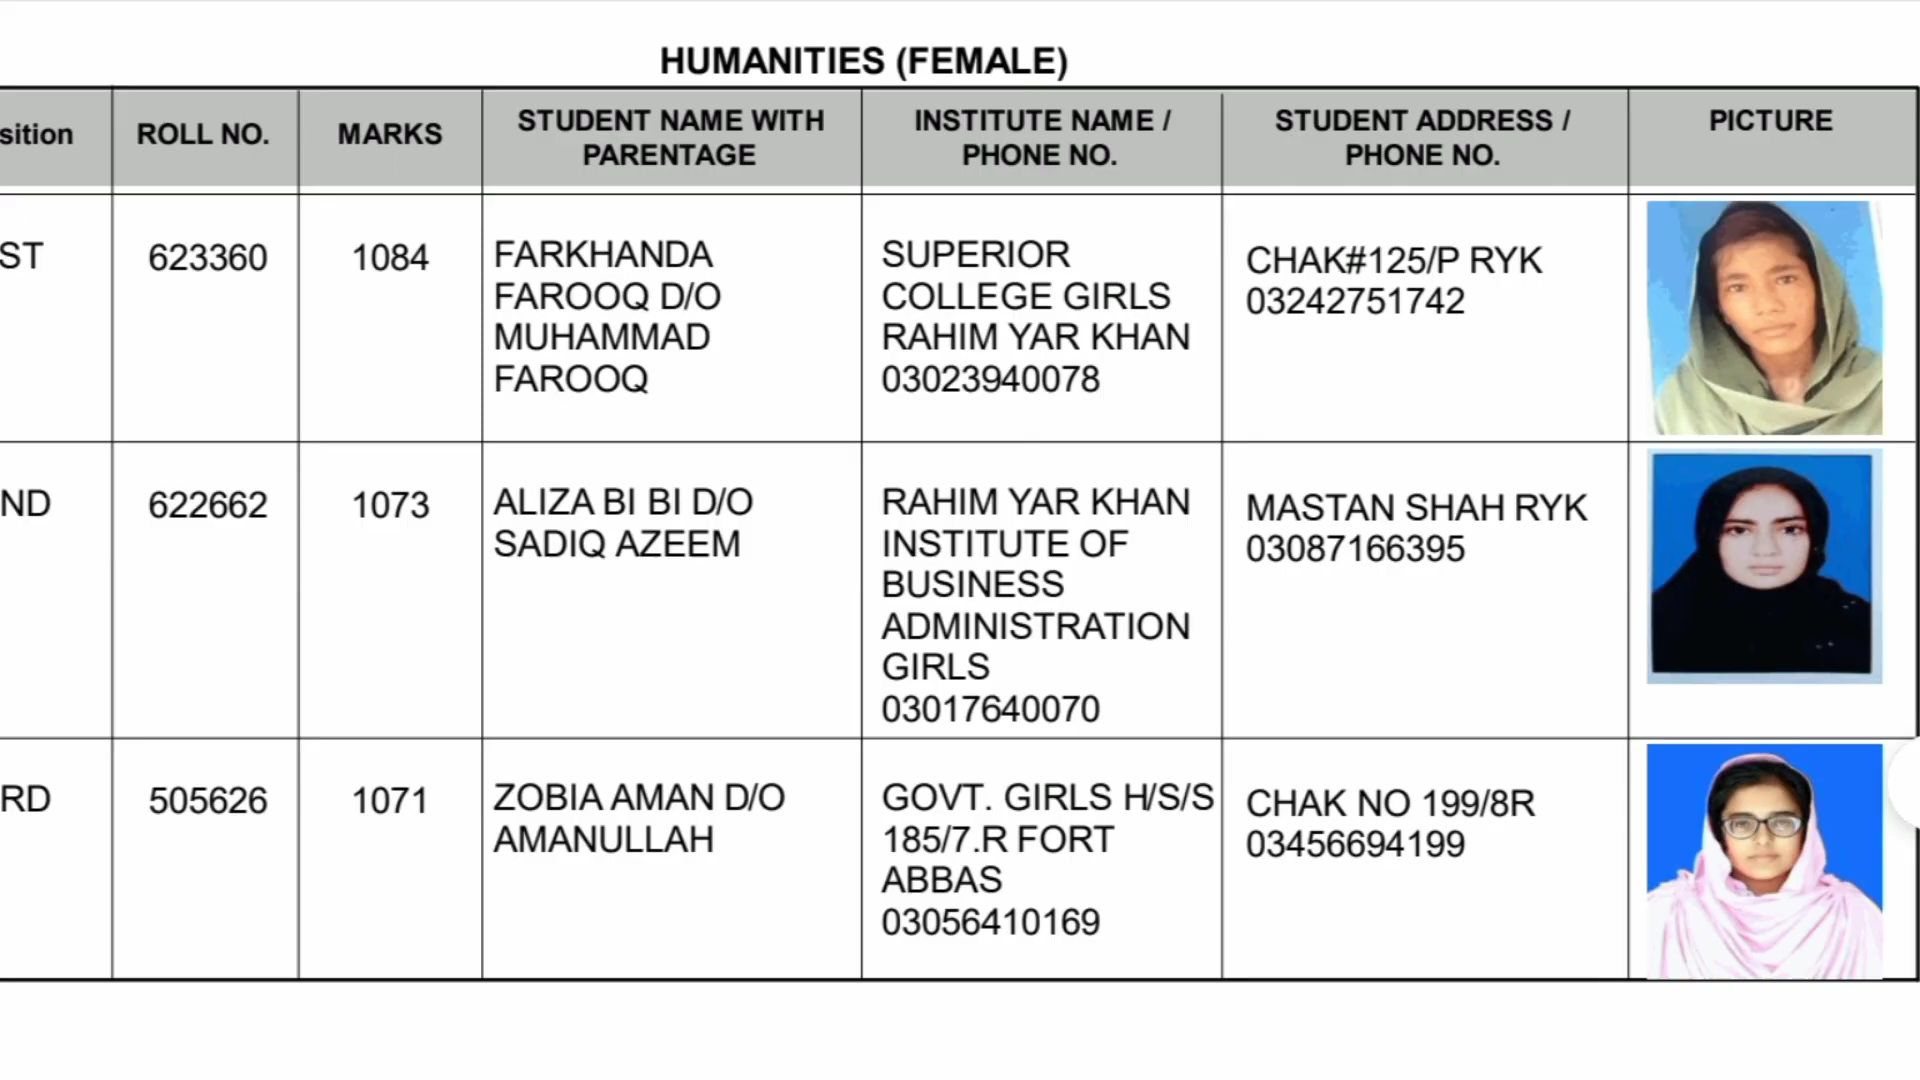 HUMANITIES (FEMALE)
sition
ROLL NO.
MARKS
STUDENT NAME WITH
PARENTAGE
INSTITUTE NAME /
PHONE NO.
STUDENT ADDRESS /
PHONE NO.
PICTURE
ST
623360
1084
FARKHANDA
FAROOQ D/O
MUHAMMAD
FAROOQ
SUPERIOR
COLLEGE GIRLS
RAHIM YAR KHAN
03023940078
CHAK#125/P RYK
03242751742
ND
622662
1073
ALIZA BI BI D/O
SADIQ AZEEM
RAHIM YAR KHAN
INSTITUTE OF
BUSINESS
ADMINISTRATION
GIRLS
03017640070
MASTAN SHAH RYK
03087166395
RD
505626
1071
ZOBIA AMAN D/O
AMANULLAH
GOVT. GIRLS H/S/S
185/7.R FORT
ABBAS
03056410169
CHAK NO 199/8R
03456694199